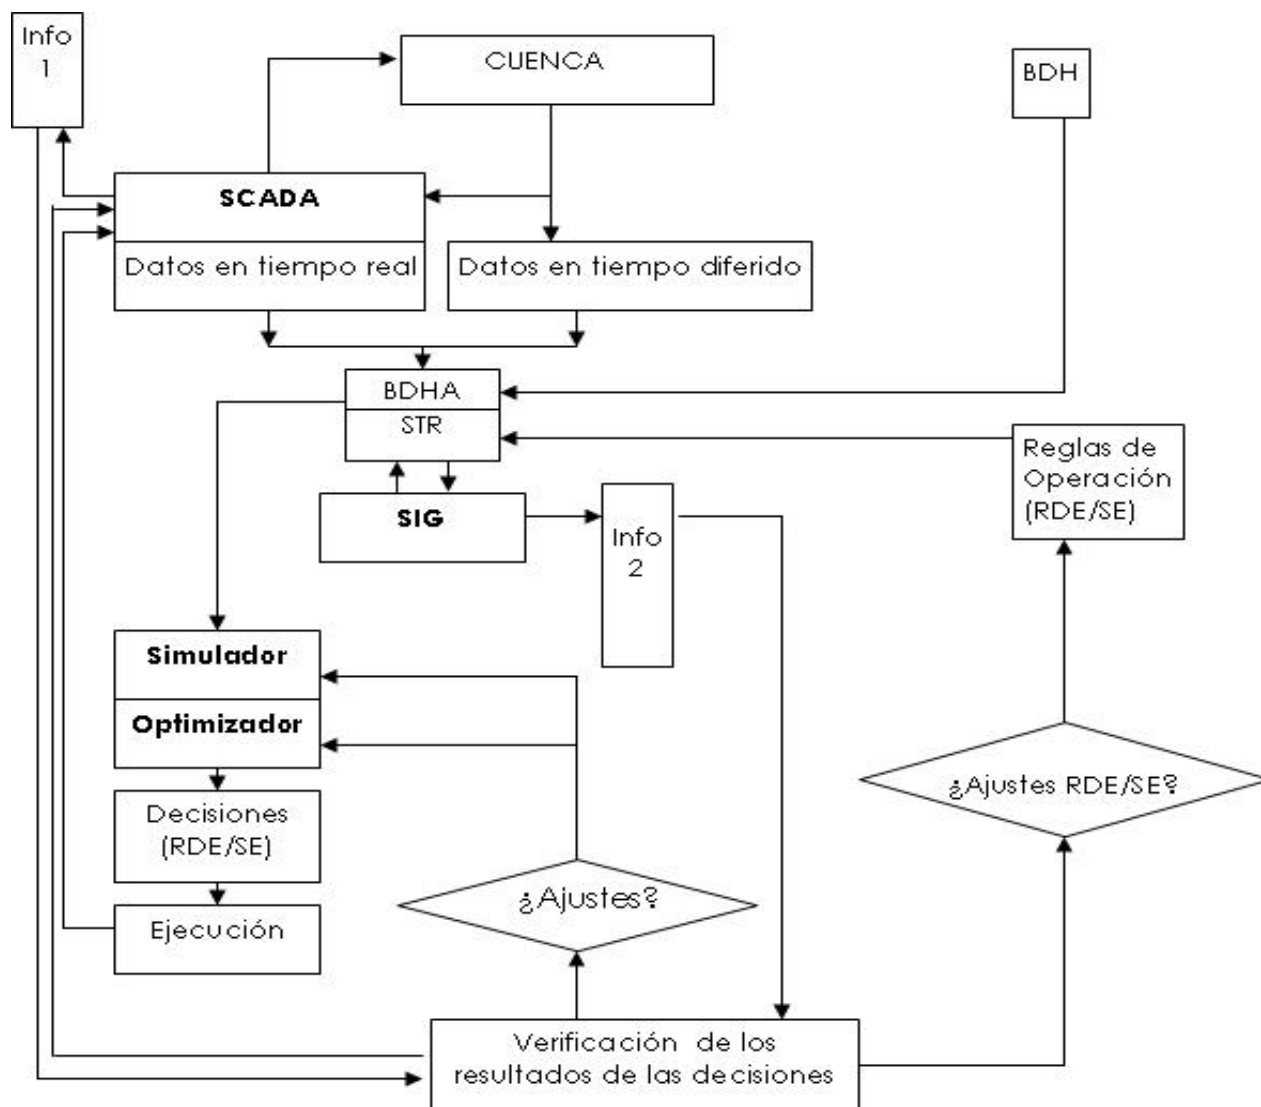 Info
1
CUENCA
BDH
SCADA
Datos en tiempo real
Datos en tiempo diferido
BDHA
STR
SIG
Info
2
Reglas de
Operación
(RDE/SE)
Simulador
Optimizador
Decisiones
(RDE/SE)
Ejecución
¿Ajustes?
¿Ajustes RDE/SE?
Verificación de los
resultados de las decisiones